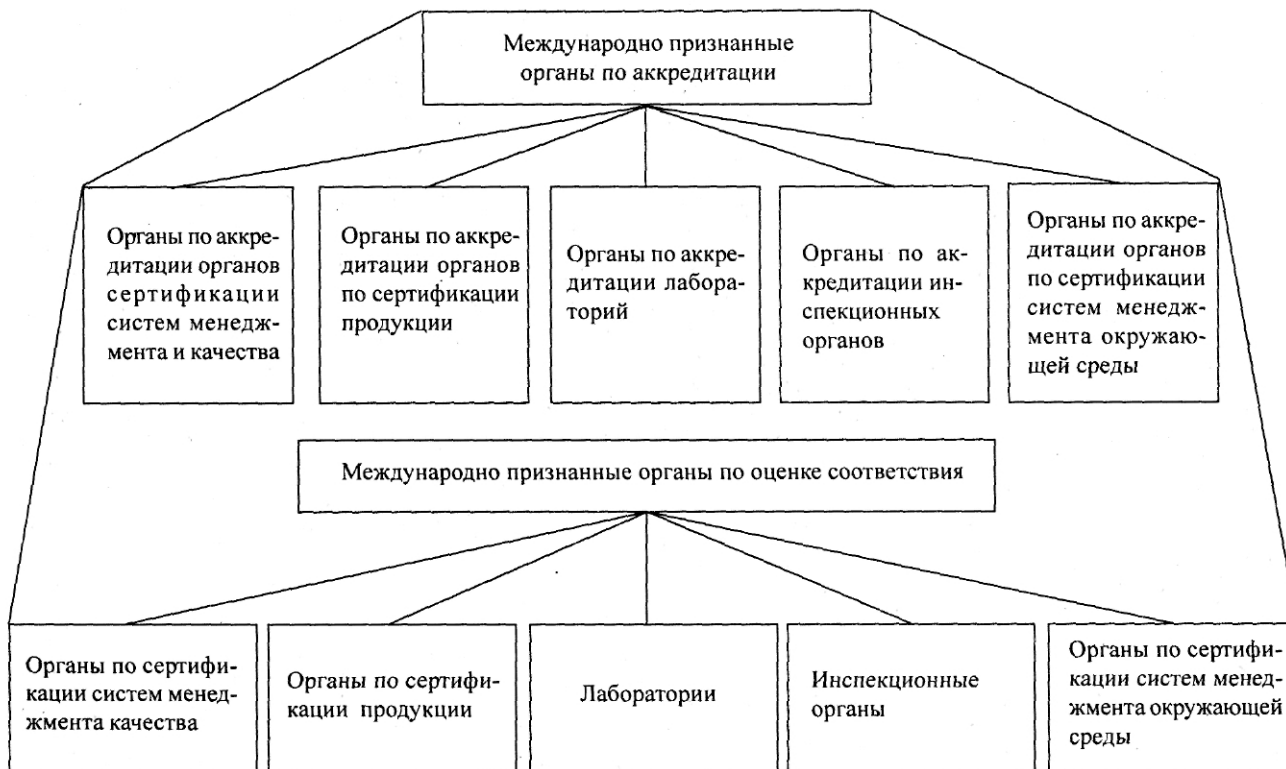 Международно признанные
органы по аккредитации
Органы по аккре-
дитации органов
сертификации
систем менедж-
мента и качества
Органы по аккре-
дитации органов
по сертификации
продукции
Органы по аккре-
дитации лабора-
торий
Органы по ак-
кредитации ин-
спекционных
органов
Органы по аккре-
дитации органов
по сертификации
систем менедж-
мента окружаю-
щей среды
Международно признанные органы по оценке соответствия
Органы по сертифи-
кации систем менед-
жмента качества
Органы по сертифи-
кации продукции
Лаборатории
Инспекционные
органы
Органы по сертифи-
кации систем менед-
жмента окружающей
среды